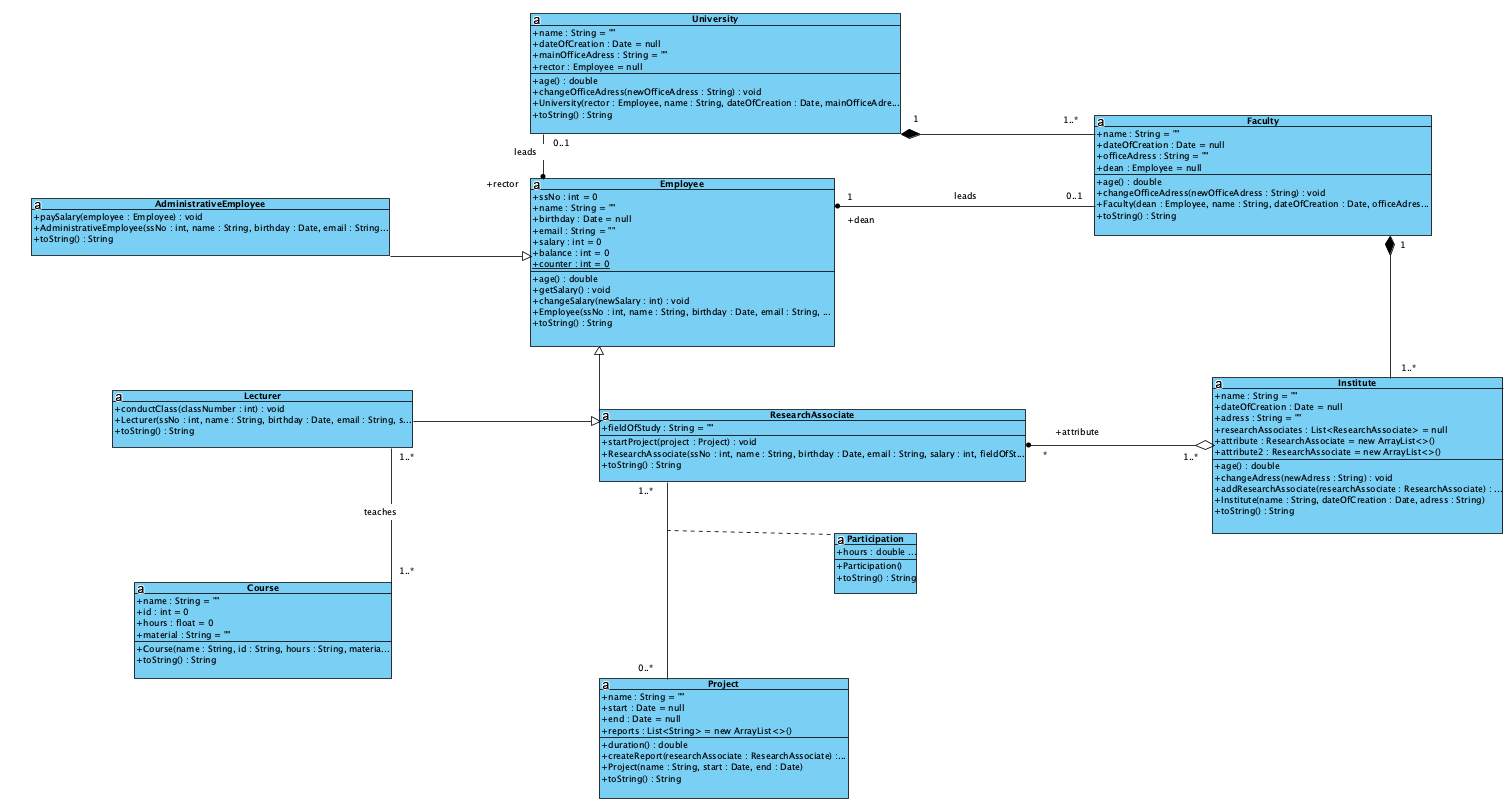 University
+name : String = ""
+dateOfCreation : Date = null
+mainOfficeAdress : String = ""
+rector : Employee = null
+age() : double
+changeOfficeAdress(newOfficeAdress : String) : void
+University(rector : Employee, name : String, dateOfCreation : Date, mainOfficeAdre...
+toString() : String
1
1..*
0..1
leads
+rector
Faculty
+name : String = ""
+dateOfCreation : Date = null
+officeAdress : String = ""
+dean : Employee = null
+age() : double
+changeOfficeAdress(newOfficeAdress : String) : void
+Faculty(dean : Employee, name : String, dateOfCreation : Date, officeAdres...
+toString() : String
Employee
+ssNo : int = 0
+name : String = ""
+birthday : Date = null
+email : String = ""
+salary : int = 0
+balance : int = 0
+counter : int = 0
+age() : double
+getSalary() : void
+changeSalary(newSalary : int) : void
+Employee(ssNo : int, name : String, birthday : Date, email : String, ...
+toString() : String
1
leads
0..1
+dean
AdministrativeEmployee
+paySalary(employee : Employee) : void
+AdministrativeEmployee(ssNo : int, name : String, birthday : Date, email : String...
+toString() : String
1
1..*
Lecturer
+conductClass(classNumber : int) : void
+Lecturer(ssNo : int, name : String, birthday : Date, email : String, s...
+toString() : String
ResearchAssociate
+fieldOfStudy : String = ""
+startProject(project : Project) : void
+ResearchAssociate(ssNo : int, name : String, birthday : Date, email : String, salary : int, fieldOfSt...
+toString() : String
+attribute
*
1..*
Institute
+name : String = ""
+dateOfCreation : Date = null
+adress : String = ""
+researchAssociates : List<ResearchAssociate> = null
+attribute : ResearchAssociate = new ArrayList<>()
+attribute2 : ResearchAssociate = new ArrayList<>()
+age() : double
+changeAdress(newAdress : String) : void
+addResearchAssociate(researchAssociate : ResearchAssociate) : ...
+Institute(name : String, dateOfCreation : Date, adress : String)
+toString() : String
1..*
teaches
1..*
1..*
Participation
+hours : double ...
+Participation()
+toString() : String
Course
+name : String = ""
+id : int = 0
+hours : float = 0
+material : String = ""
+Course(name : String, id : String, hours : String, materia...
+toString() : String
0..*
Project
+name : String = ""
+start : Date = null
+end : Date = null
+reports : List<String> = new ArrayList<>()
+duration() : double
+createReport(researchAssociate : ResearchAssociate) :...
+Project(name : String, start : Date, end : Date)
+toString() : String